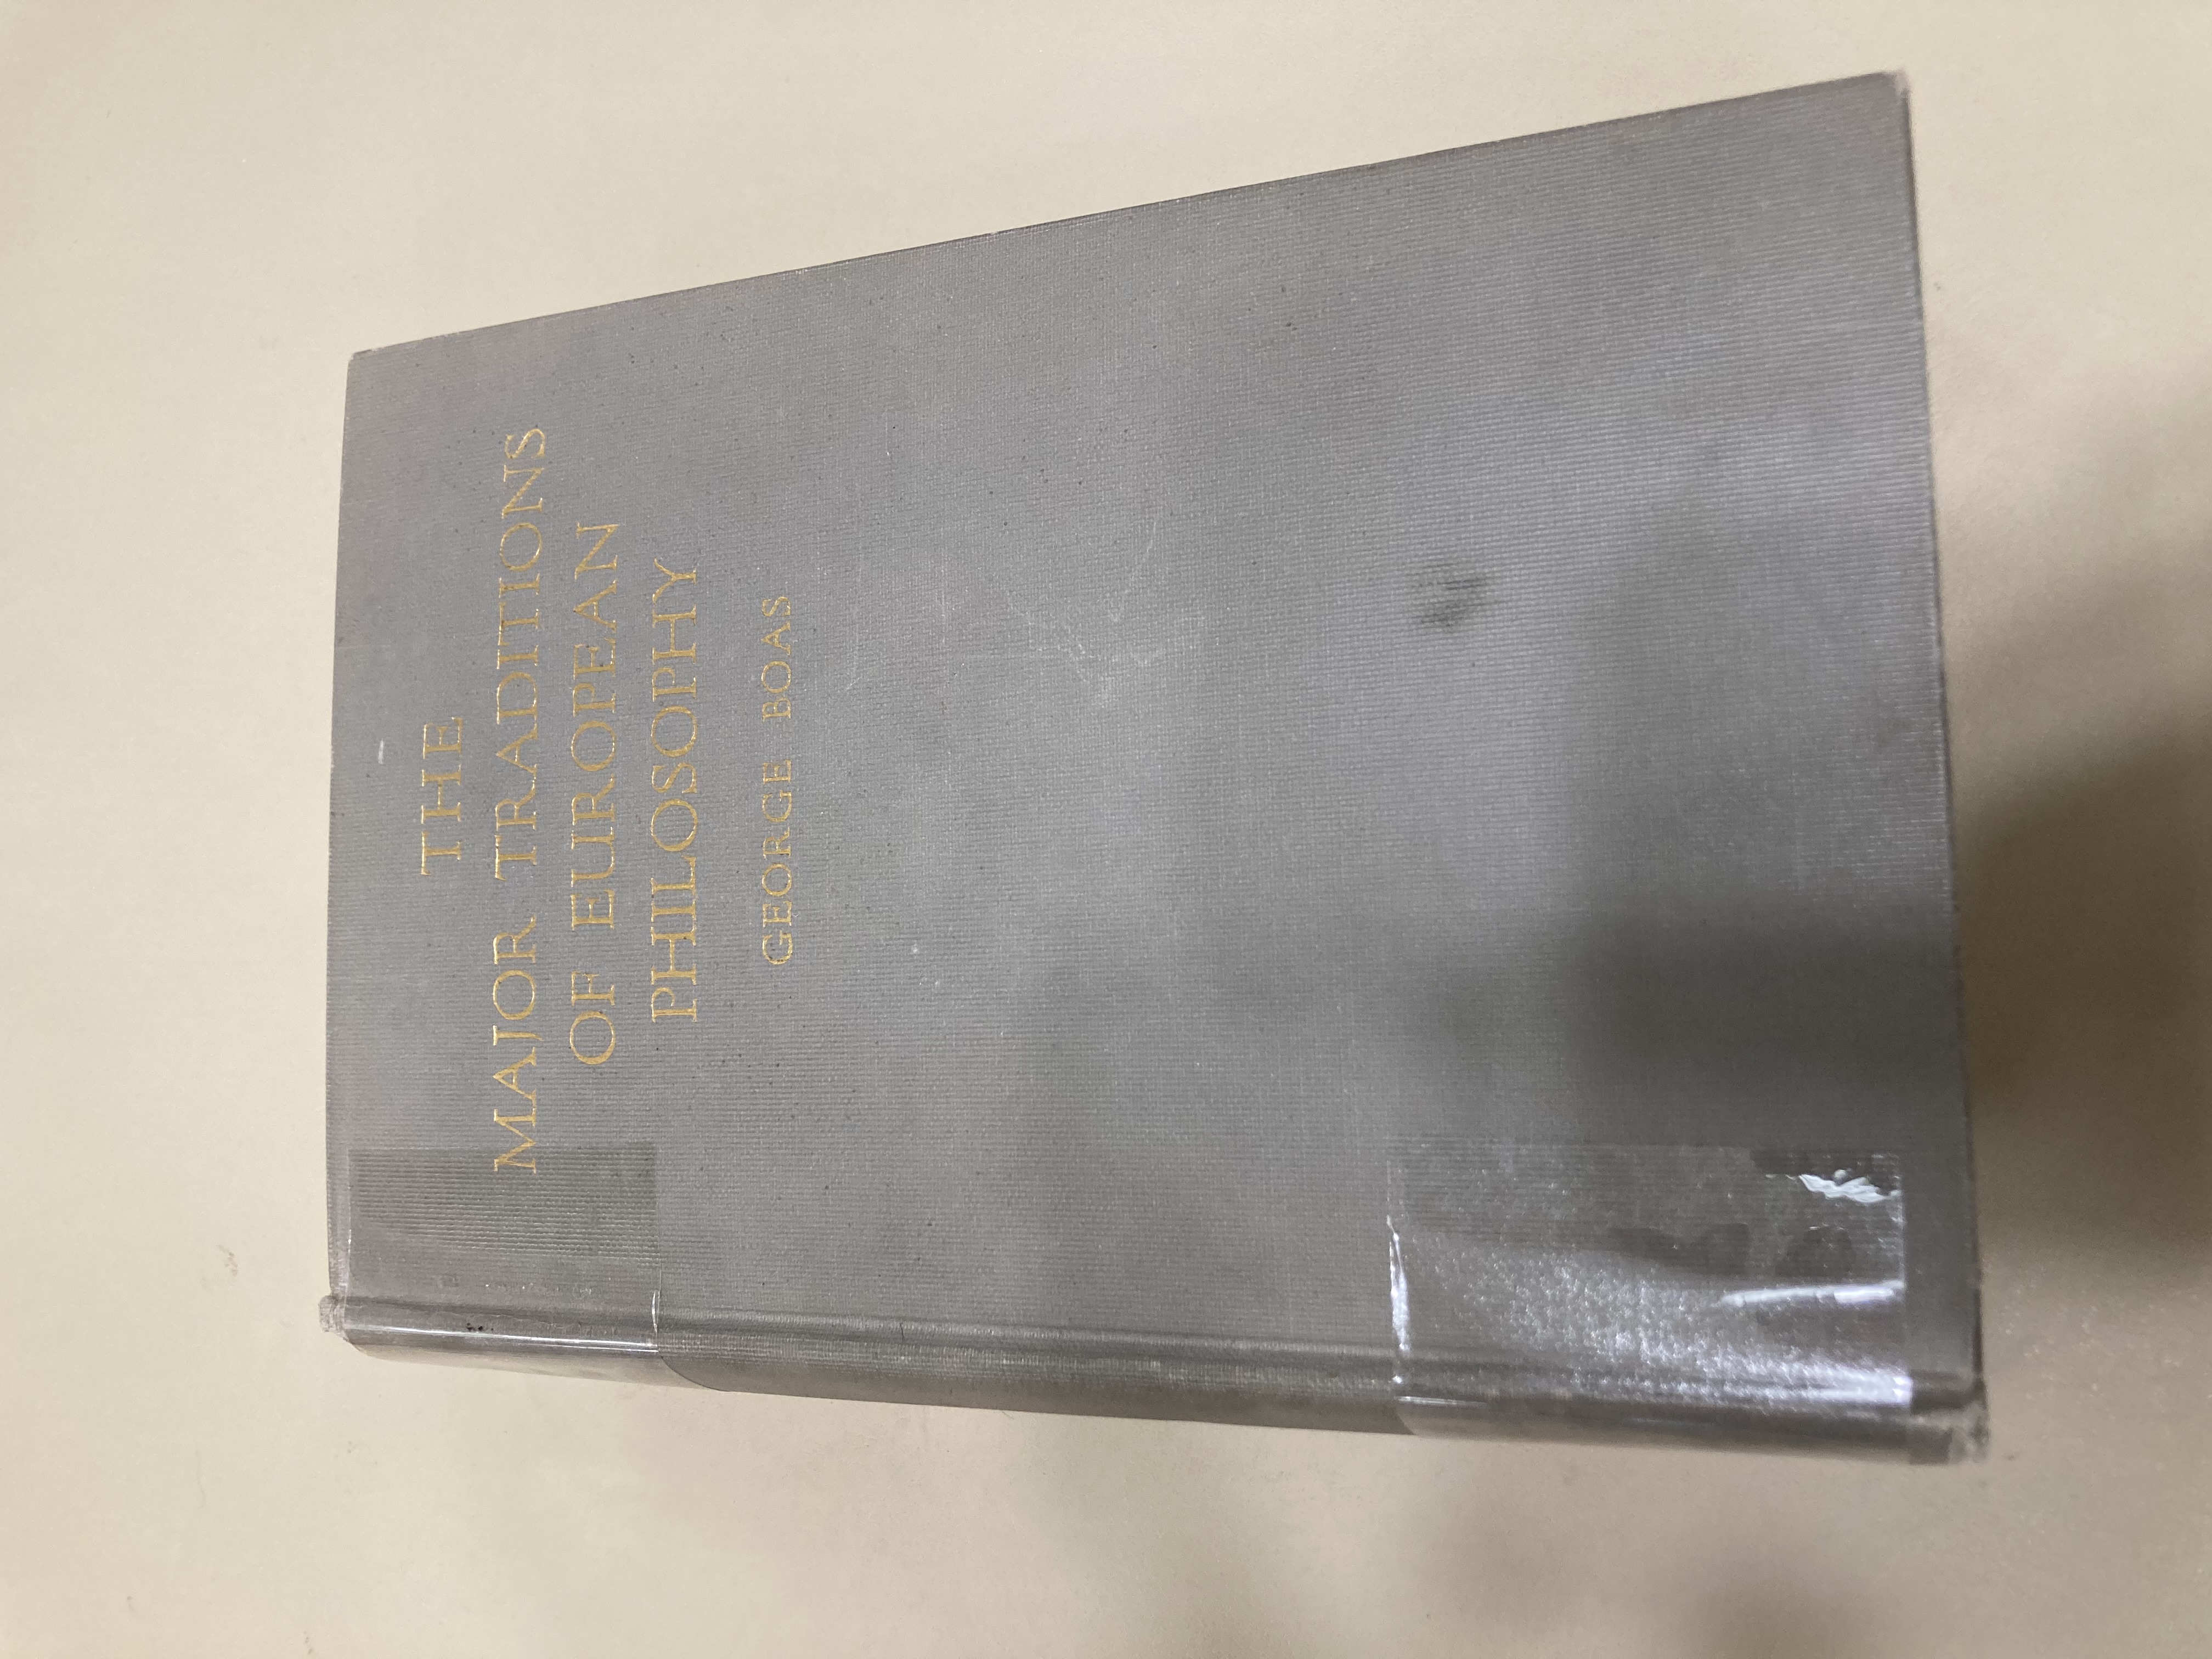 THE
MAJOR TRADITIONS
OF EUROPEAN
PHILOSOPHY
GEORGE BOAS